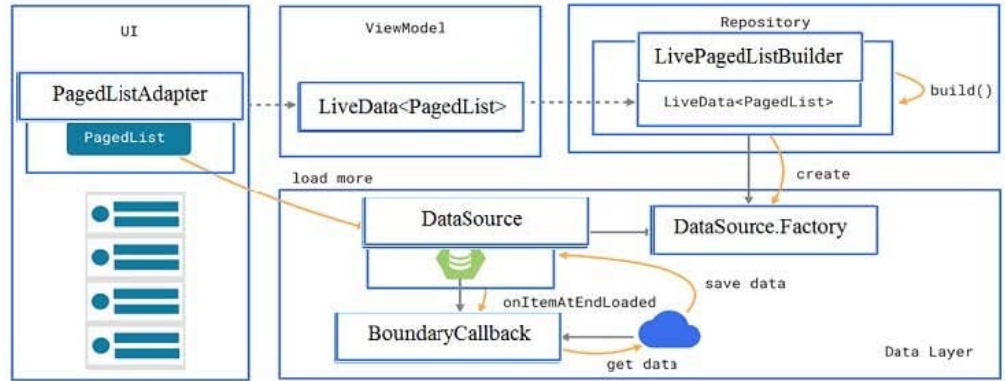 UI
PagedListAdapter
PagedList
ViewModel
LiveData<PagedList>
Repository
LivePagedListBuilder
LiveData<PagedList>
build()
load more
create
DataSource
DataSource.Factory
save data
onItemAtEndLoaded
BoundaryCallback
get data
Data Layer